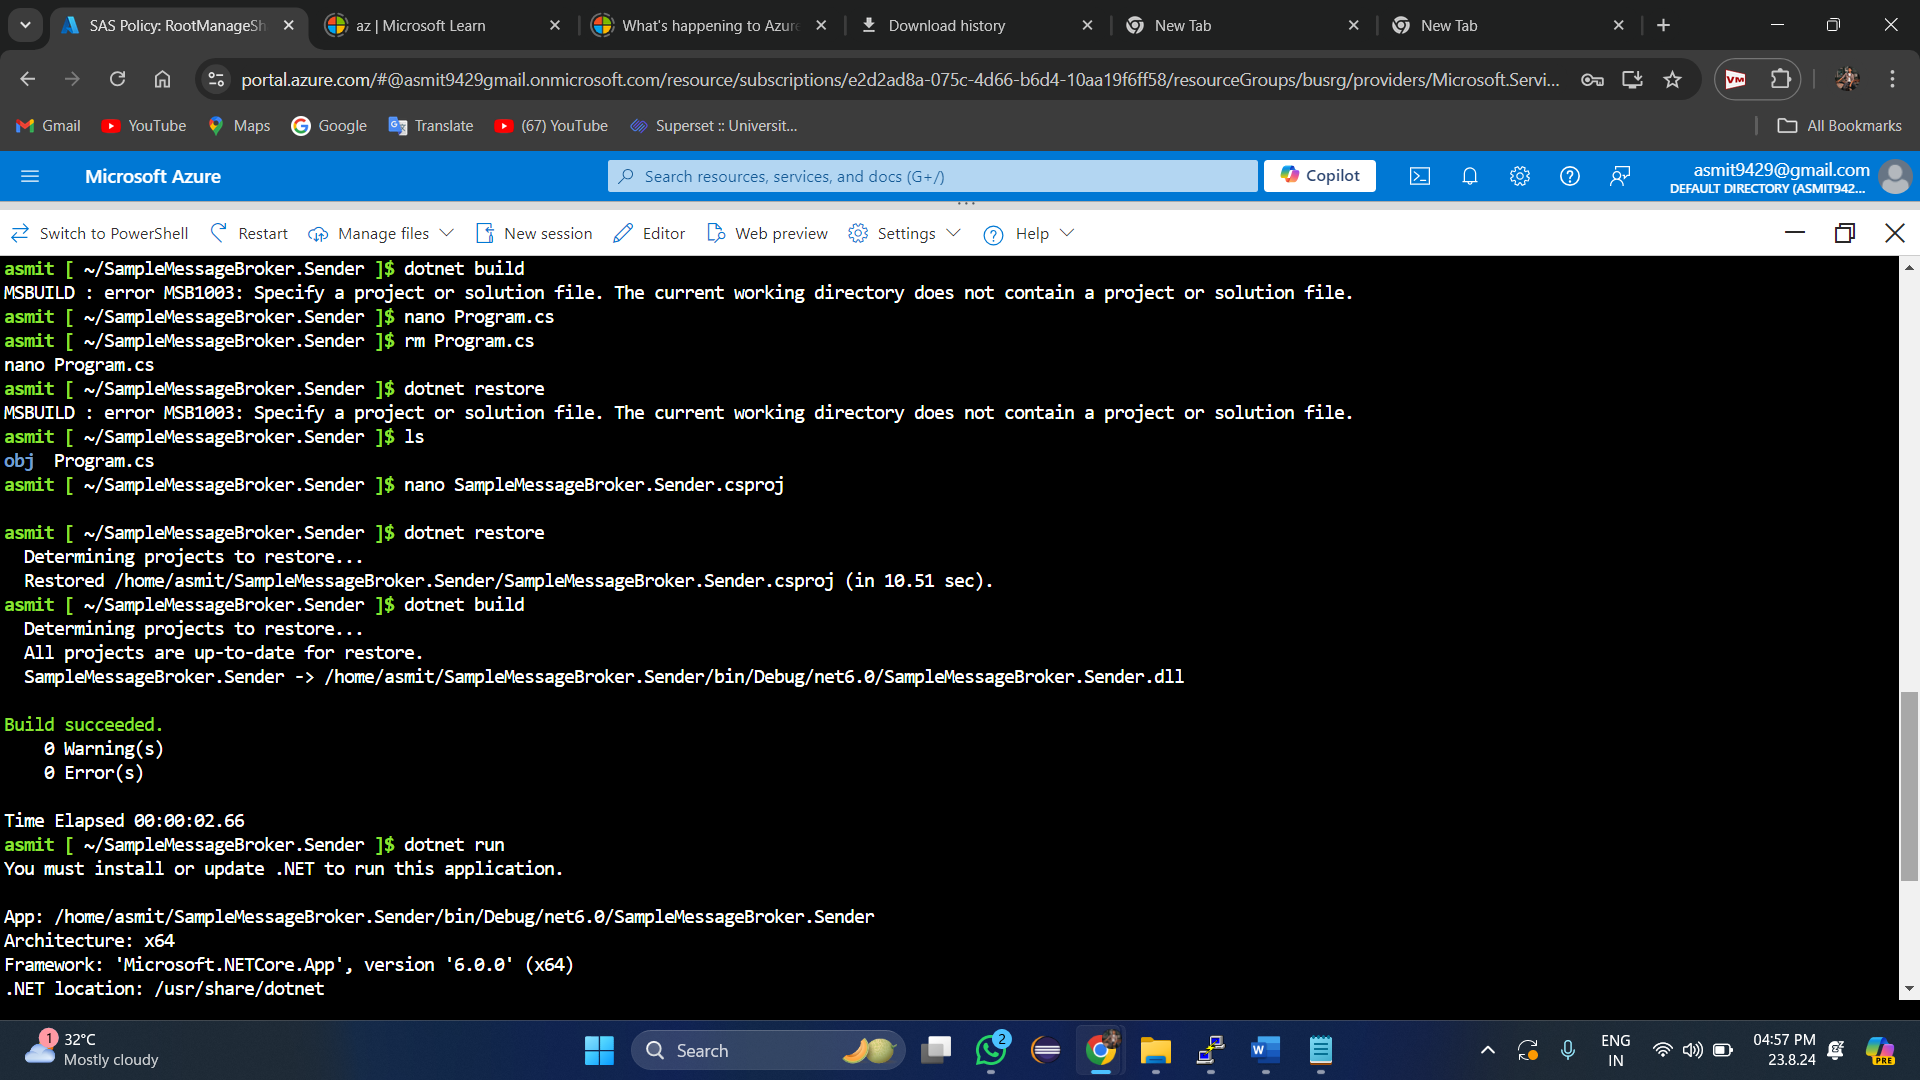 SAS Policy: RootManageSh
az | Microsoft Learn
What's happening to Azure
Download history
New Tab
New Tab
portal.azure.com/#@asmit9429gmail.onmicrosoft.com/resource/subscriptions/e2d2ad8a-075c-4d66-b6d4-10aa19f6ff58/resourceGroups/busrg/providers/Microsoft.Servi...
VM
Gmail
YouTube
Maps
Google
Translate
(67) YouTube
Superset :: Universit...
All Bookmarks
Microsoft Azure
Search resources, services, and docs (G+/)
Copilot
asmit9429@gmail.com
DEFAULT DIRECTORY (ASMIT942...
Switch to PowerShell
Restart
Manage files
New session
Editor
Web preview
Settings
Help
asmit [ ~/SampleMessageBroker.Sender ]$ dotnet build
MSBUILD : error MSB1003: Specify a project or solution file. The current working directory does not contain a project or solution file.
asmit [ ~/SampleMessageBroker.Sender ]$ nano Program.cs
asmit [ ~/SampleMessageBroker.Sender ]$ rm Program.cs
nano Program.cs
asmit [ ~/SampleMessageBroker.Sender ]$ dotnet restore
MSBUILD : error MSB1003: Specify a project or solution file. The current working directory does not contain a project or solution file.
asmit [ ~/SampleMessageBroker.Sender ]$ ls
obj  Program.cs
asmit [ ~/SampleMessageBroker.Sender ]$ nano SampleMessageBroker.Sender.csproj
asmit [ ~/SampleMessageBroker.Sender ]$ dotnet restore
Determining projects to restore...
Restored /home/asmit/SampleMessageBroker.Sender/SampleMessageBroker.Sender.csproj (in 10.51 sec).
asmit [ ~/SampleMessageBroker.Sender ]$ dotnet build
Determining projects to restore...
All projects are up-to-date for restore.
SampleMessageBroker.Sender -> /home/asmit/SampleMessageBroker.Sender/bin/Debug/net6.0/SampleMessageBroker.Sender.dll
Build succeeded.
0 Warning(s)
0 Error(s)
Time Elapsed 00:00:02.66
asmit [ ~/SampleMessageBroker.Sender ]$ dotnet run
You must install or update .NET to run this application.
App: /home/asmit/SampleMessageBroker.Sender/bin/Debug/net6.0/SampleMessageBroker.Sender
Architecture: x64
Framework: 'Microsoft.NETCore.App', version '6.0.0' (x64)
.NET location: /usr/share/dotnet
1
32°C
Mostly cloudy
Search
2
W
ENG
IN
04:57 PM
23.8.24
PRE